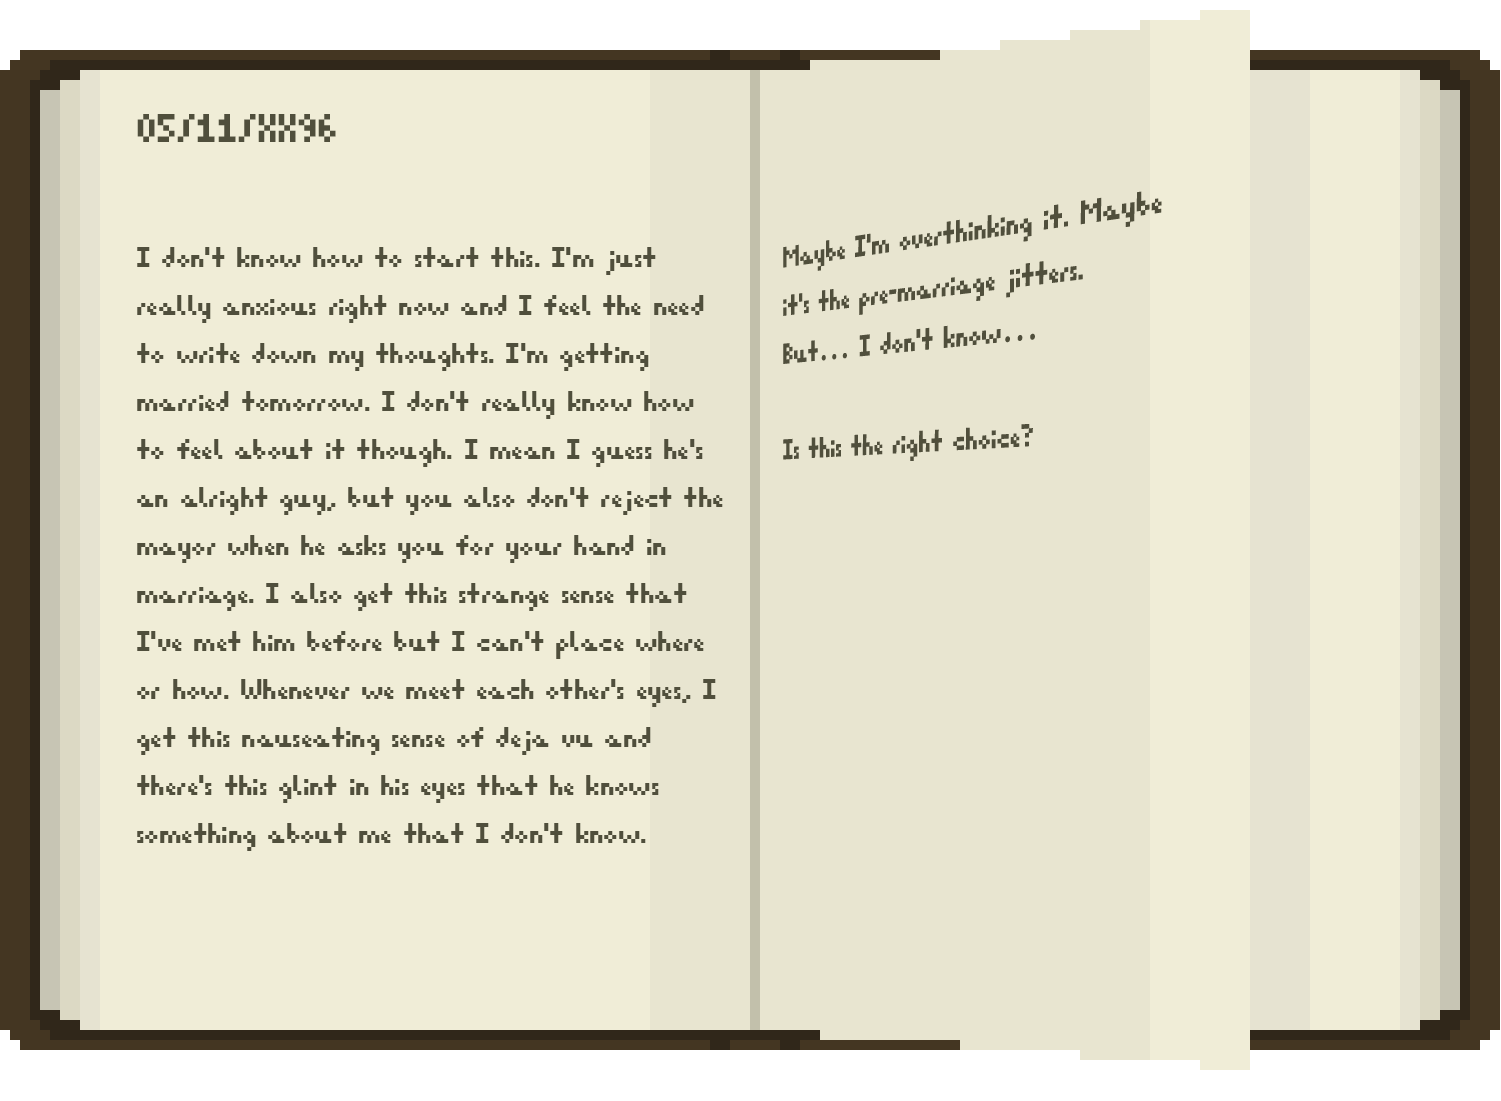 05/11/XX96
I don't know how to start this. I'm just
really anxious right now and I feel the need
to write down my thoughts. I'm getting
married tomorrow. I don't really know how
to feel about it though. I mean I guess he's
an alright guy, but you also don't reject the
mayor when he asks you for your hand in
marriage. I also get this strange sense that
I've met him before but I can't place where
or how. Whenever we meet each other's eyes, I
get this nauseating sense of deja vu and
there's this glint in his eyes that he knows
something about me that I don't know.
Maybe I'm overthinking it. Maybe
it's the pre-marriage jitters.
But... I don't know...
Is this the right choice?